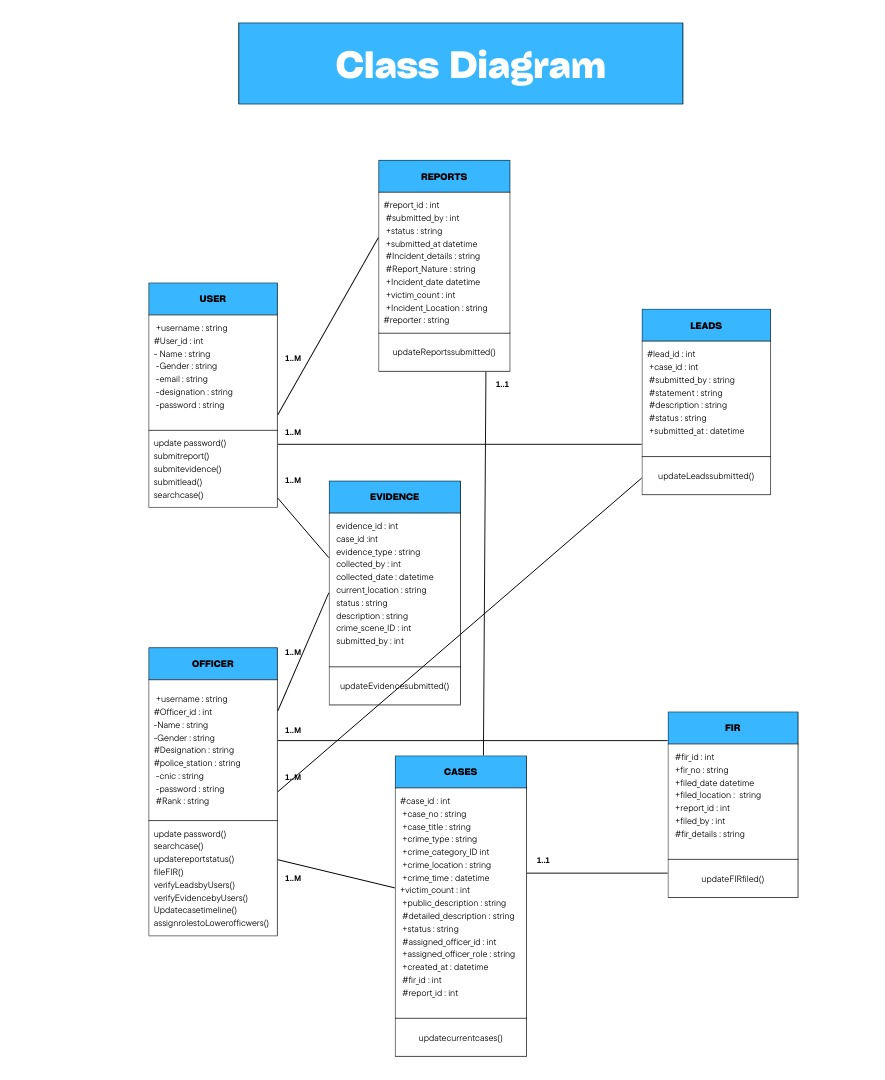 Class Diagram
REPORTS
#report_id : int
#submitted_by : int
+status : string
+submitted_at datetime
#Incident_details : string
#Report_Nature : string
+Incident_date datetime
+victim_count : int
+Incident_Location : string
#reporter : string
updateReportssubmitted()
1..1
USER
+username : string
#User_id : int
- Name : string
-Gender : string
-email : string
-designation : string
-password : string
update password()
submitreport()
submitevidence()
submitlead()
searchcase()
1..M
1..M
1..M
LEADS
#lead_id : int
+case_id : int
#submitted_by : string
#statement : string
#description : string
#status : string
+submitted_at : datetime
updateLeadssubmitted()
EVIDENCE
evidence_id : int
case_id :int
evidence_type : string
collected_by : int
collected_date : datetime
current_location : string
status : string
description : string
crime_scene_ID : int
submitted_by : int
updateEvidencesubmitted()
OFFICER
+username : string
#Officer_id : int
-Name : string
-Gender : string
#Designation : string
#police_station : string
-cnic : string
-password : string
#Rank : string
update password()
searchcase()
updatereportstatus()
fileFIR()
verifyLeadsbyUsers()
verifyEvidencebyUsers()
Updatecasetimeline()
assignrolestoLowerofficwers()
1..M
1..M
1..M
1..M
FIR
#fir_id : int
+fir_no : string
+filed_date datetime
+filed_location :  string
+report_id : int
+filed_by : int
#fir_details : string
updateFIRfiled()
CASES
#case_id : int
+case_no : string
+case_title : string
+crime_type : string
+crime_category_ID int
+crime_location : string
+crime_time : datetime
+victim_count : int
+public_description : string
#detailed_description : string
+status : string
#assigned_officer_id : int
+assigned_officer_role : string
+created_at : datetime
#fir_id : int
#report_id : int
updatecurrentcases()
1..1